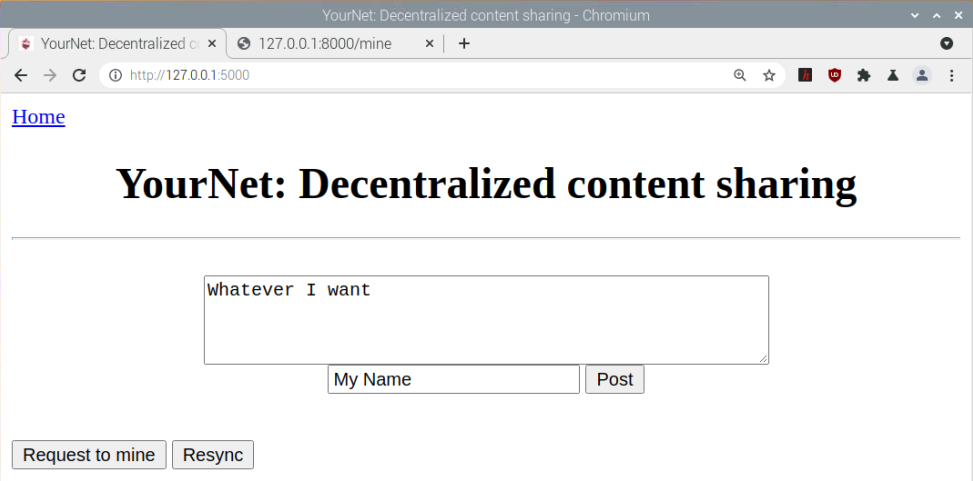 YourNet: Decentralized content sharing - Chromium
YourNet: Decentralized c 127.0.0.1:8000/mine
http://127.0.0.1:5000
Home
YourNet: Decentralized content sharing
Whatever I want
My Name Post
Request to mine Resync